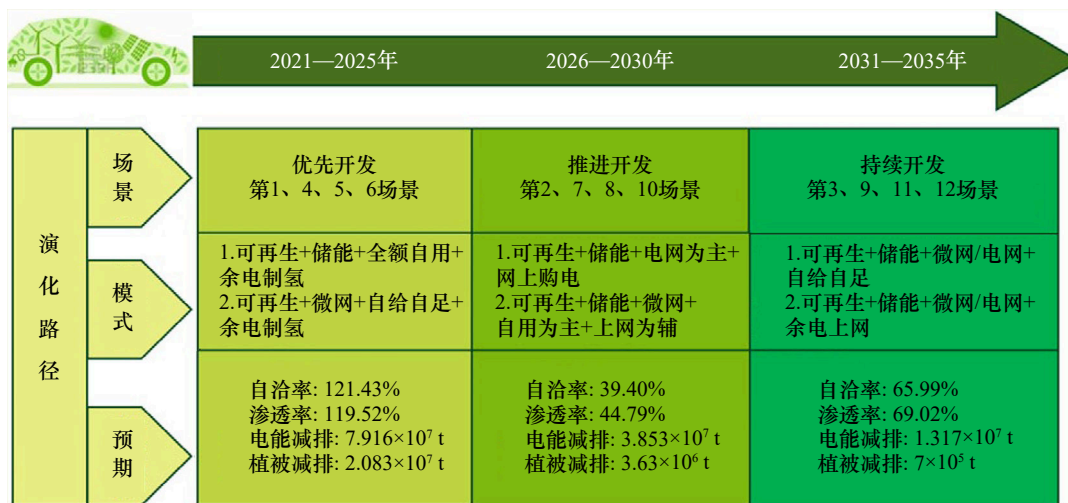 2021—2025年
2026—2030年
2031—2035年
演化路径
场景
优先开发
第1、4、5、6场景
推进开发
第2、7、8、10场景
持续开发
第3、9、11、12场景
模式
1.可再生+储能+全额自用+
余电制氢
2.可再生+微网+自给自足+
余电制氢
1.可再生+储能+电网为主+
网上购电
2.可再生+储能+微网+
自用为主+上网为辅
1.可再生+储能+微网/电网+
自给自足
2.可再生+储能+微网/电网+
余电上网
预期
自洽率: 121.43%
渗透率: 119.52%
电能减排: 7.916×10⁷ t
植被减排: 2.083×10⁷ t
自洽率: 39.40%
渗透率: 44.79%
电能减排: 3.853×10⁷ t
植被减排: 3.63×10⁶ t
自洽率: 65.99%
渗透率: 69.02%
电能减排: 1.317×10⁷ t
植被减排: 7×10⁵ t